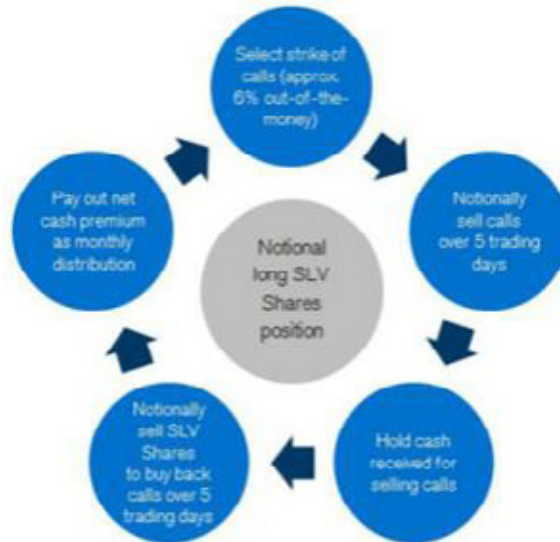 Select strike of
calls (approx.
6% out-of-the-
money)
Notionally
sell calls
over 5 trading
days
Hold cash
received for
selling calls
Notionally
sell SLV
Shares
to buy back
calls over 5
trading days
Pay out net
cash premium
as monthly
distribution
Notional
long SLV
Shares
position